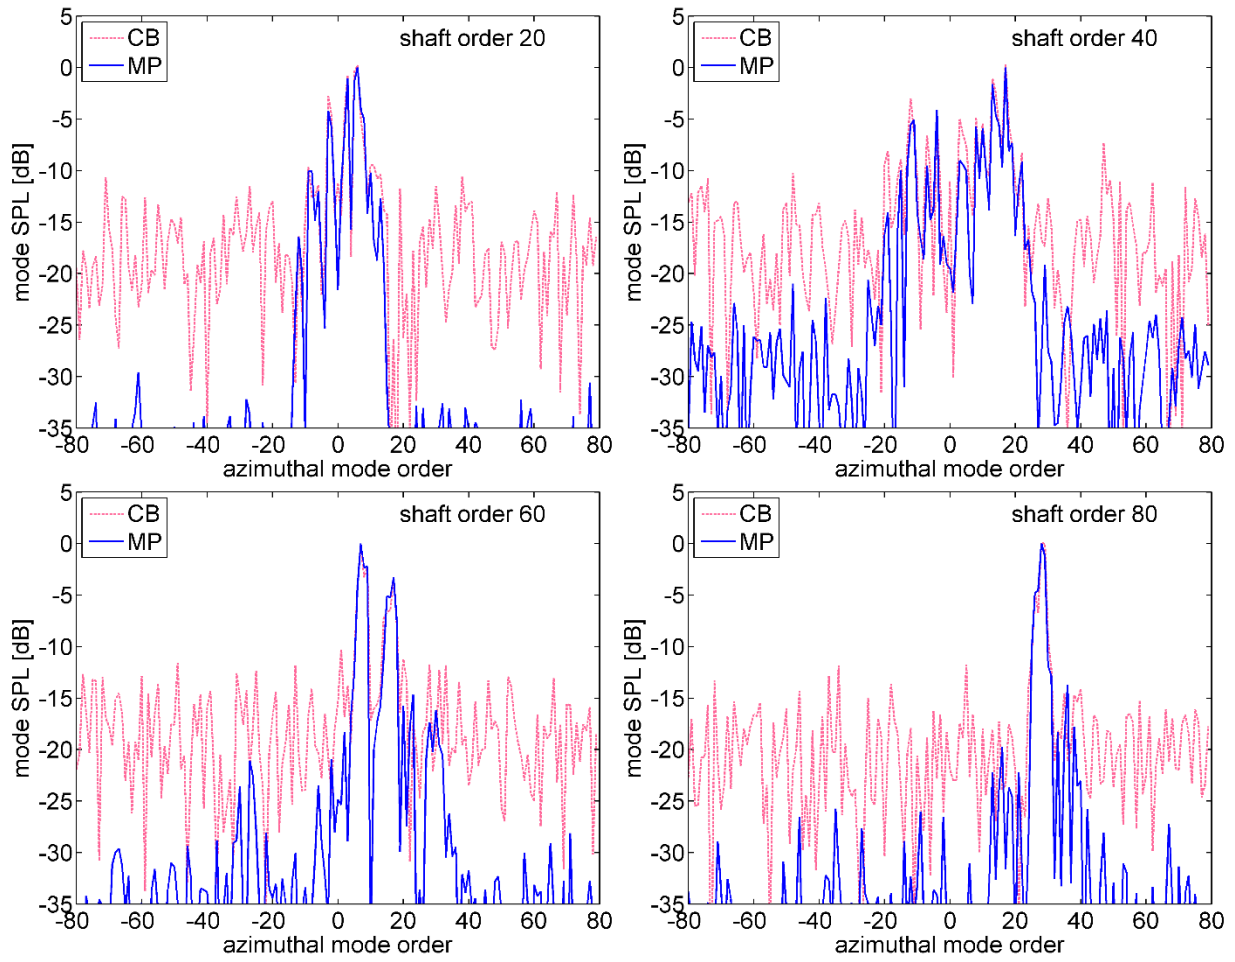 5
0
-5
-10
-15
-20
-25
-30
-35
mode SPL [dB]
CB
MP
shaft order 20
-80 -60 -40 -20 0 20 40 60 80
azimuthal mode order
5
0
-5
-10
-15
-20
-25
-30
-35
mode SPL [dB]
CB
MP
shaft order 40
-80 -60 -40 -20 0 20 40 60 80
azimuthal mode order
5
0
-5
-10
-15
-20
-25
-30
-35
mode SPL [dB]
CB
MP
shaft order 60
-80 -60 -40 -20 0 20 40 60 80
azimuthal mode order
5
0
-5
-10
-15
-20
-25
-30
-35
mode SPL [dB]
CB
MP
shaft order 80
-80 -60 -40 -20 0 20 40 60 80
azimuthal mode order